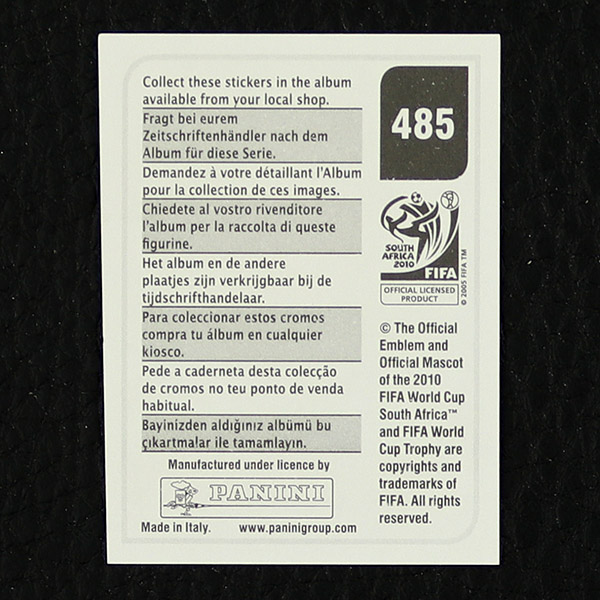 Collect these stickers in the album
available from your local shop.
Fragt bei eurem
Zeitschriftenhändler nach dem
Album für diese Serie.
Demandez à votre détaillant l'Album
pour la collection de ces images.
Chiedete al vostro rivenditore
l'album per la raccolta di queste
figurine.
Het album en de andere
plaatjes zijn verkrijgbaar bij de
tijdschrifthandelaar.
Para coleccionar estos cromos
compra tu álbum en cualquier
kiosco.
Pede a caderneta desta colecção
de cromos no teu ponto de venda
habitual.
Bayinizden aldığınız albümü bu
çıkartmalar ile tamamlayın.
Manufactured under licence by
PANINI
Made in Italy. www.paninigroup.com
485
SOUTH
AFRICA
2010
FIFA
© 2005 FIFA TM
OFFICIAL LICENSED
PRODUCT
© The Official
Emblem and
Official Mascot
of the 2010
FIFA World Cup
South Africa™
and FIFA World
Cup Trophy are
copyrights and
trademarks of
FIFA. All rights
reserved.